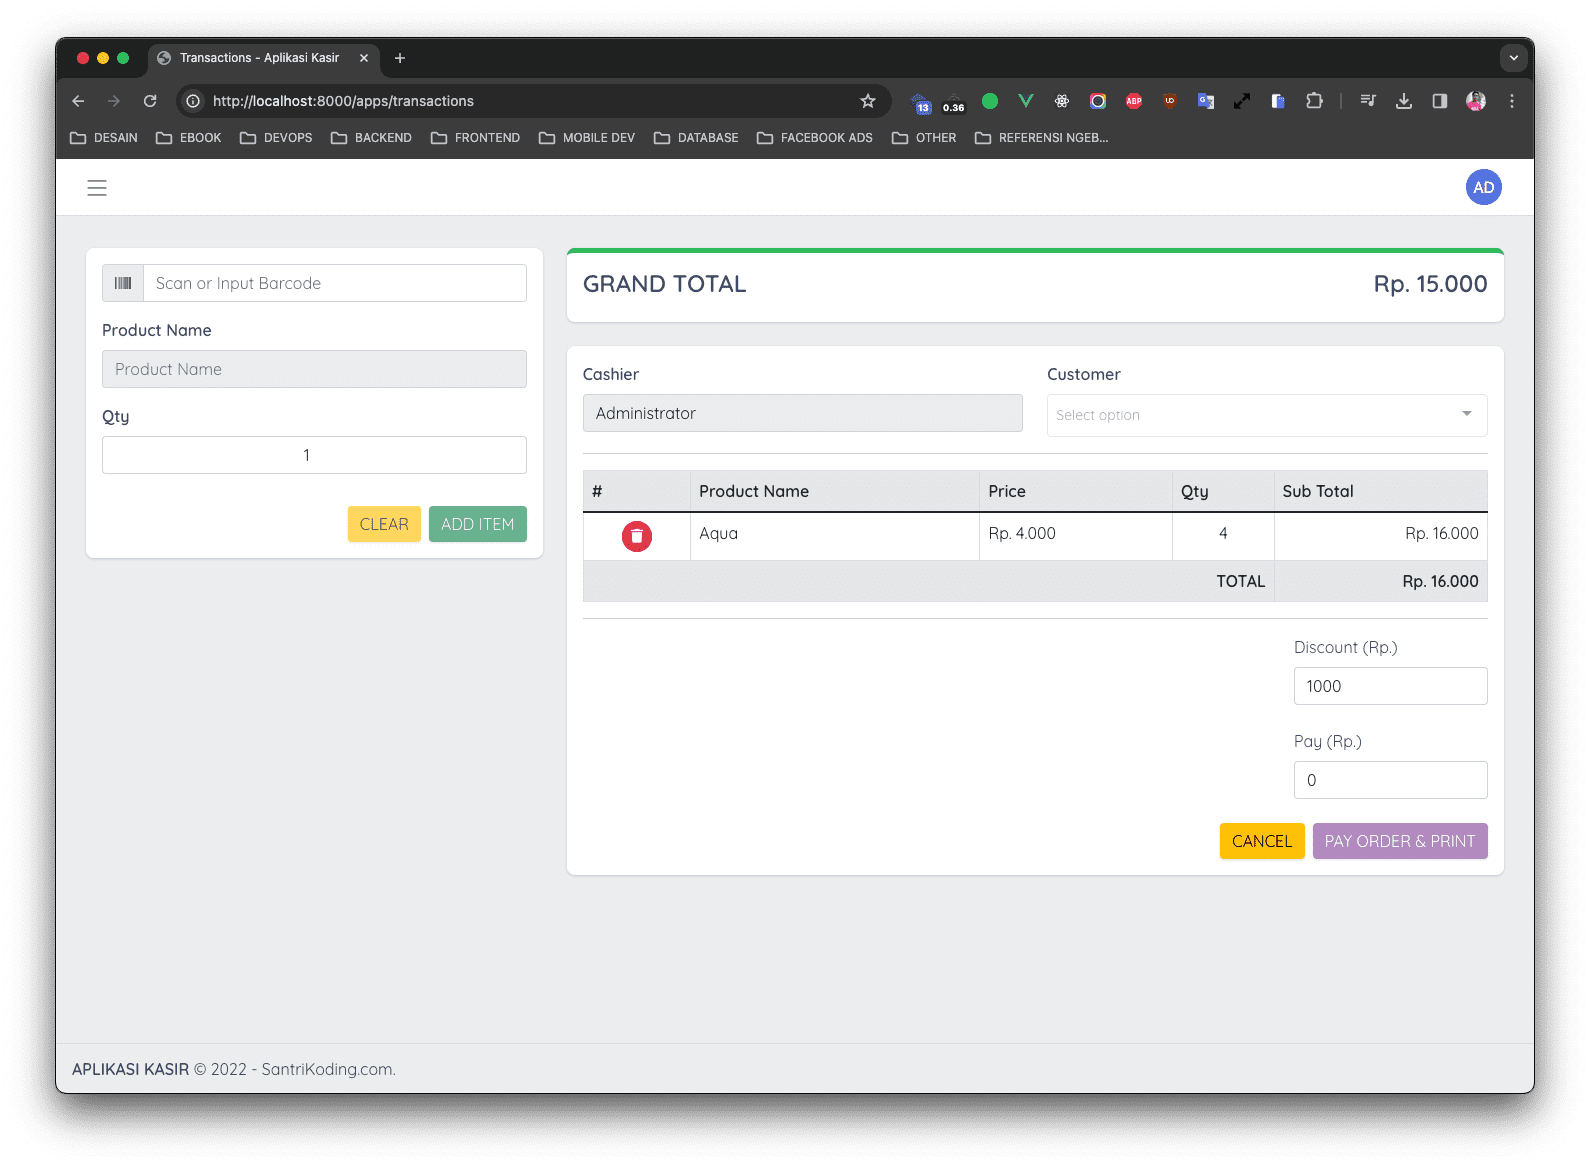 Transactions - Aplikasi Kasir
http://localhost:8000/apps/transactions
13
0.36
ABP
DESAIN
EBOOK
DEVOPS
BACKEND
FRONTEND
MOBILE DEV
DATABASE
FACEBOOK ADS
OTHER
REFERENSI NGEB...
AD
Scan or Input Barcode
Product Name
Product Name
Qty
1
CLEAR
ADD ITEM
GRAND TOTAL
Rp. 15.000
Cashier
Customer
Administrator
Select option
# Product Name Price Qty Sub Total
Aqua Rp. 4.000 4 Rp. 16.000
TOTAL Rp. 16.000
Discount (Rp.)
1000
Pay (Rp.)
0
CANCEL
PAY ORDER & PRINT
APLIKASI KASIR © 2022 - SantriKoding.com.